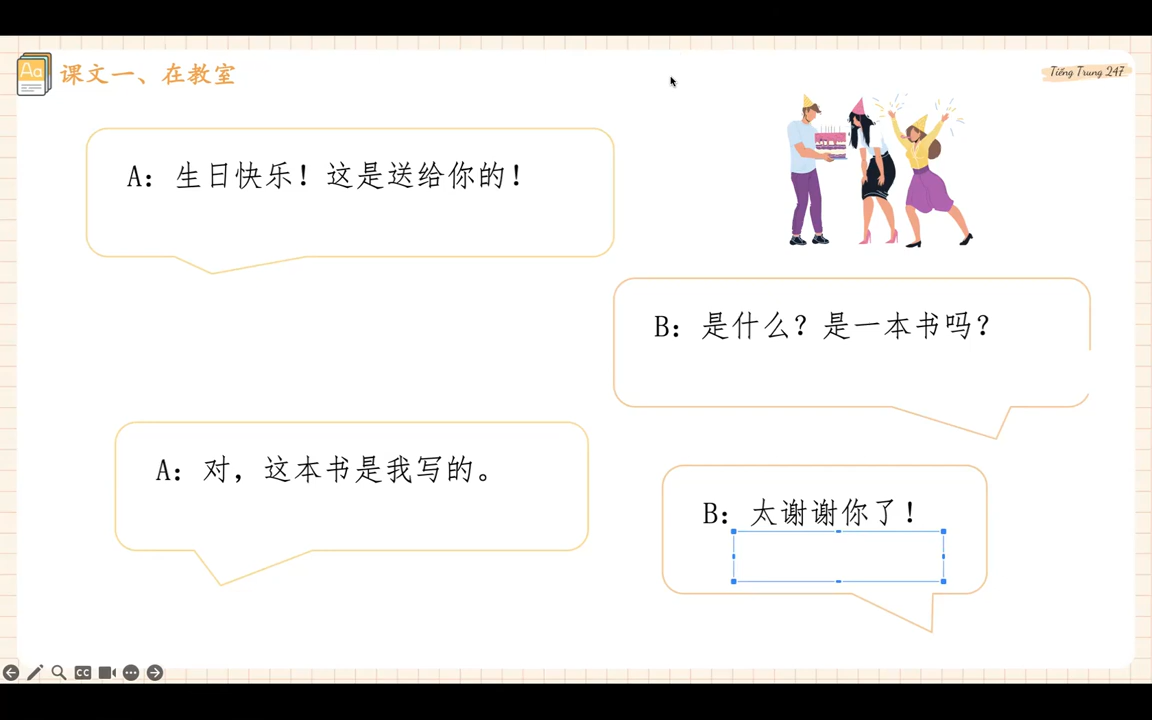 Aa
课文一、在教室
Tiếng Trung 247
A：生日快乐！这是送给你的！
B：是什么？是一本书吗？
A：对，这本书是我写的。
B：太谢谢你了！
CC